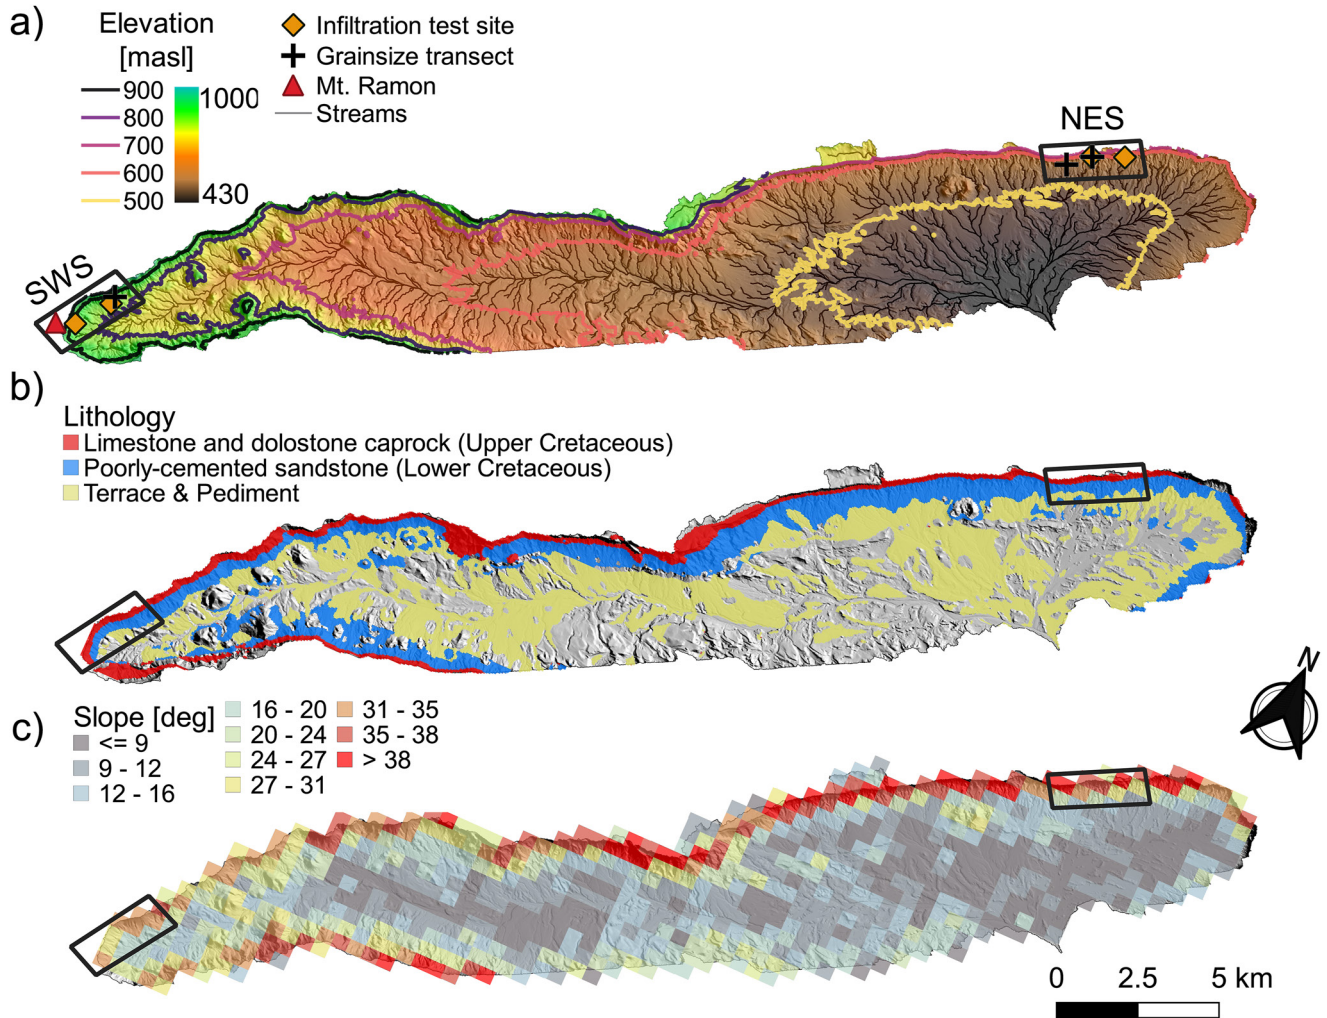 a)
Elevation
[masl]
900
800
700
600
500
1000
430
Infiltration test site
Grainsize transect
Mt. Ramon
Streams
NES
SWS
b)
Lithology
Limestone and dolostone caprock (Upper Cretaceous)
Poorly-cemented sandstone (Lower Cretaceous)
Terrace & Pediment
N
c)
Slope [deg]
<= 9
9 - 12
12 - 16
16 - 20
20 - 24
24 - 27
27 - 31
31 - 35
35 - 38
> 38
0 2.5 5 km